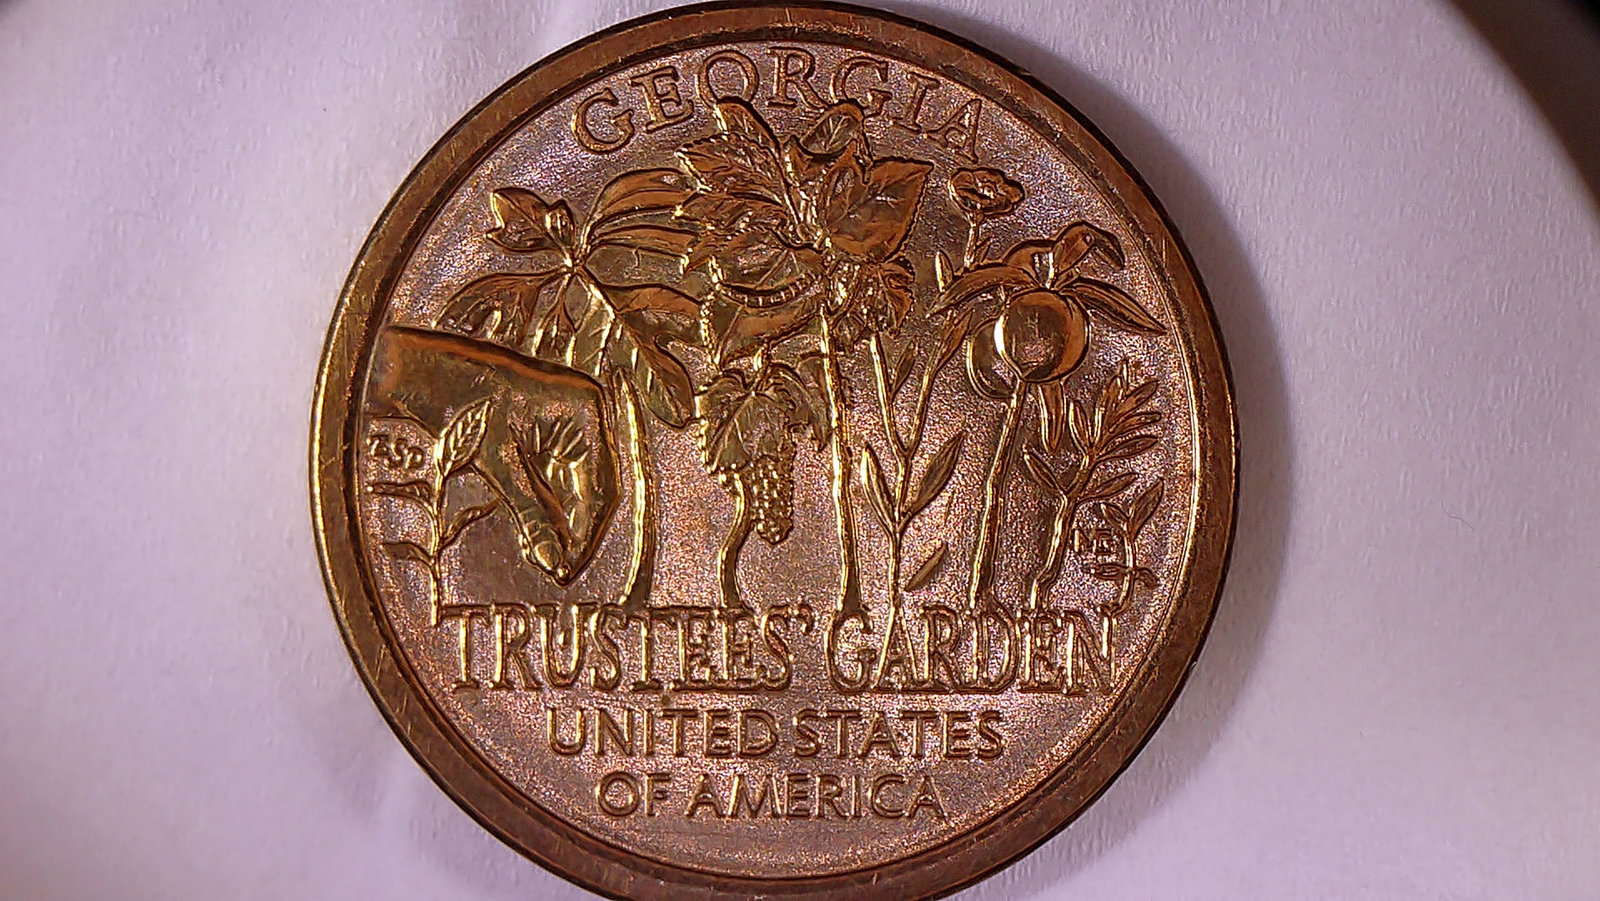 GEORGIA
TRUSTEES' GARDEN
UNITED STATES
OF AMERICA